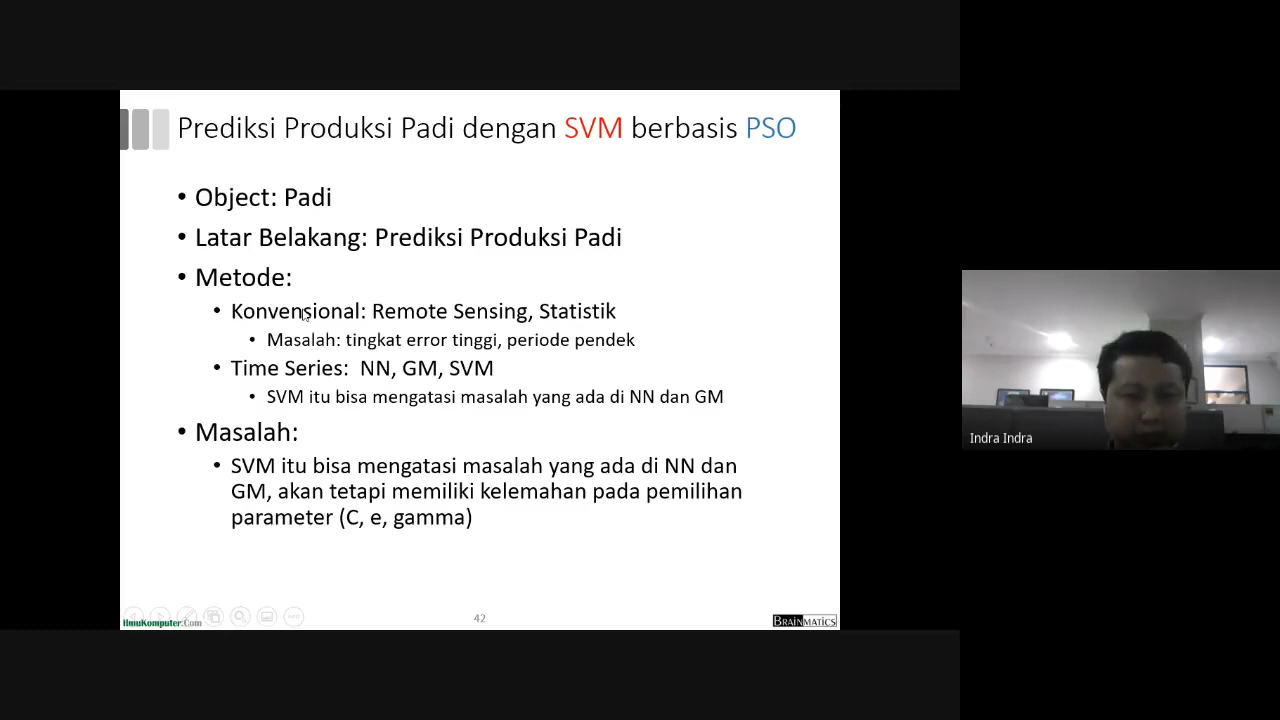 Prediksi Produksi Padi dengan SVM berbasis PSO
• Object: Padi
• Latar Belakang: Prediksi Produksi Padi
• Metode:
• Konvensional: Remote Sensing, Statistik
• Masalah: tingkat error tinggi, periode pendek
• Time Series: NN, GM, SVM
• SVM itu bisa mengatasi masalah yang ada di NN dan GM
• Masalah:
• SVM itu bisa mengatasi masalah yang ada di NN dan
GM, akan tetapi memiliki kelemahan pada pemilihan
parameter (C, e, gamma)
IlmuKomputer.Com
42
BRAINMATICS
Indra Indra